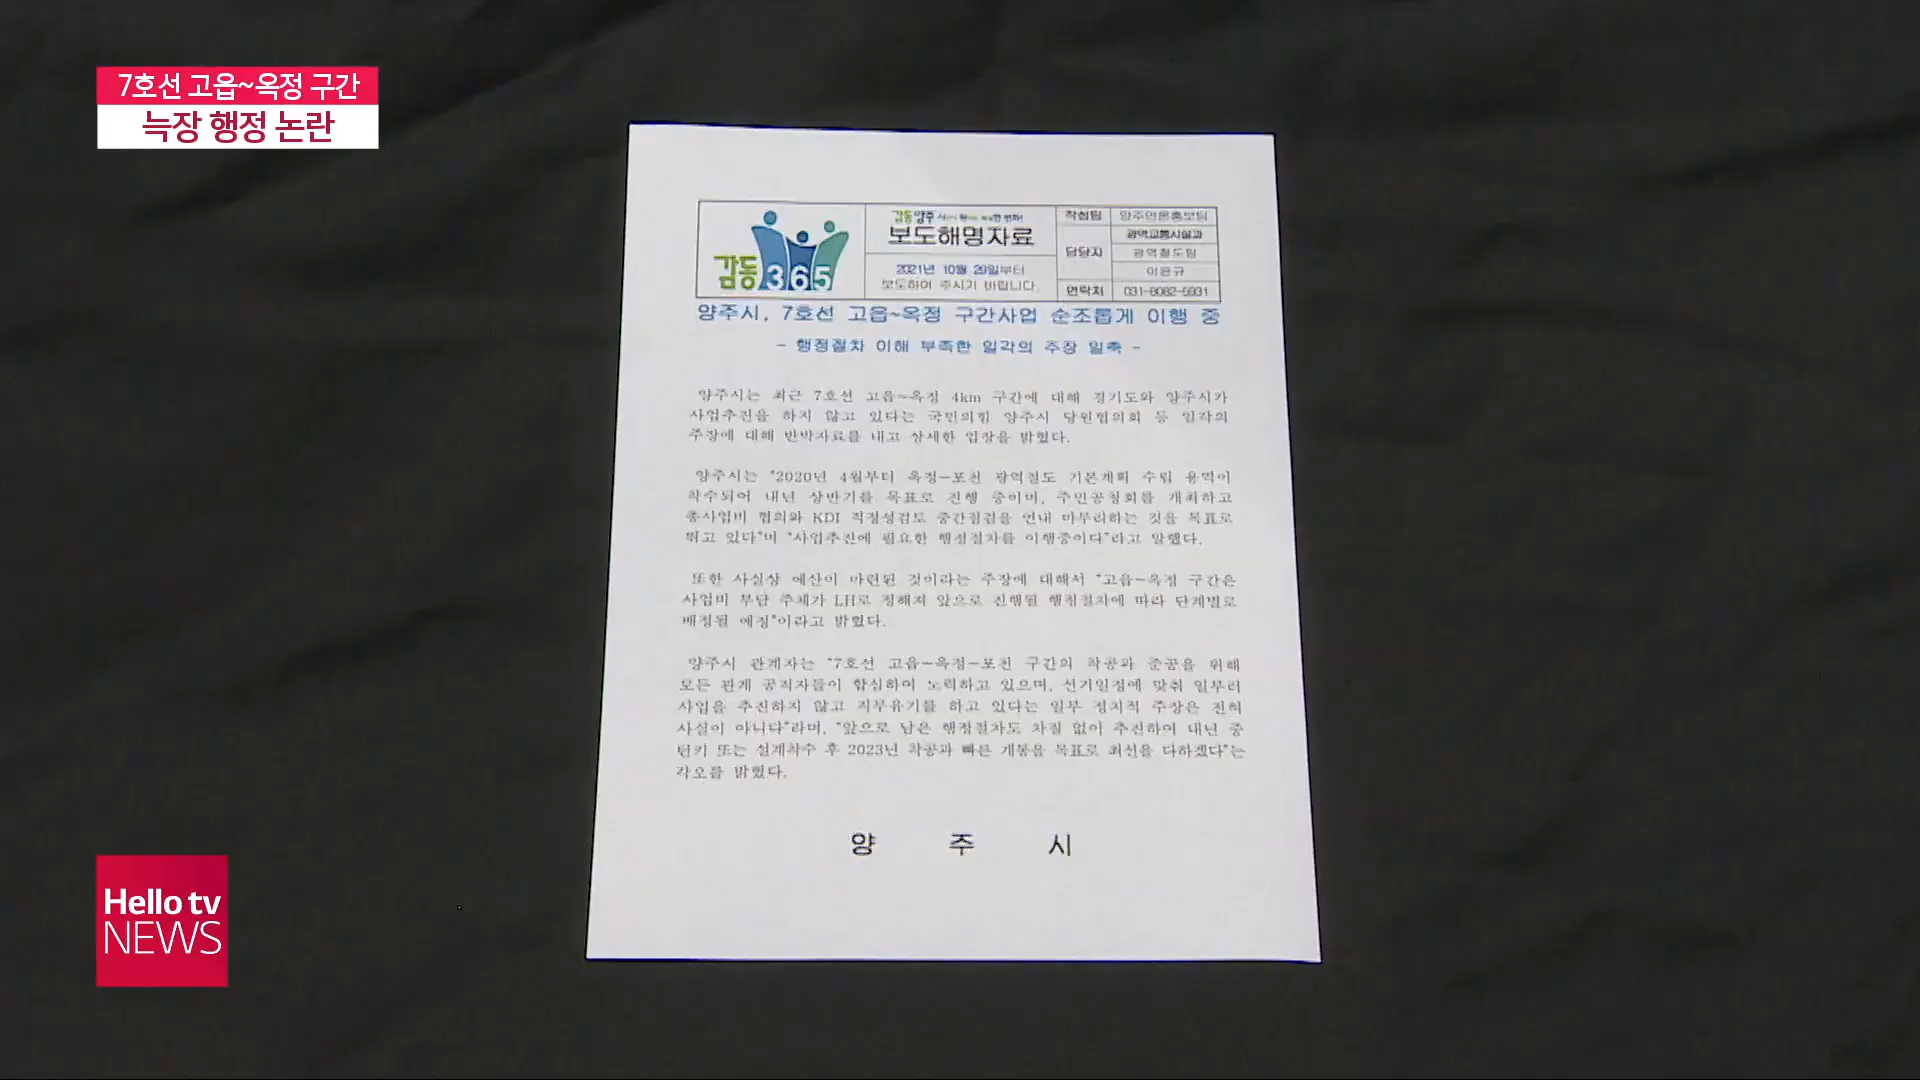 7호선 고읍~옥정 구간
늑장 행정 논란
감동365
감동양주
보도해명자료
2021년 10월 20일부터
보도하여 주시기 바랍니다
작성팀 양주언론홍보팀
담당자
광역교통시설과
광역철도팀
이윤규
연락처 031-8082-5931
양주시, 7호선 고읍~옥정 구간사업 순조롭게 이행 중
- 행정절차 이해 부족한 일각의 주장 일축 -
양주시는 최근 7호선 고읍~옥정 4km 구간에 대해 경기도와 양주시가
사업추진을 하지 않고 있다는 국민의힘 양주시 당원협의회 등 일각의
주장에 대해 반박자료를 내고 상세한 입장을 밝혔다.
양주시는 "2020년 4월부터 옥정-포천 광역철도 기본계획 수립 용역이
착수되어 내년 상반기를 목표로 진행 중이며, 주민공청회를 개최하고
총사업비 협의와 KDI 적정성검토 중간점검을 연내 마무리하는 것을 목표로
뛰고 있다"며 "사업추진에 필요한 행정절차를 이행중이다"라고 말했다.
또한 사실상 예산이 마련된 것이라는 주장에 대해서 "고읍~옥정 구간은
사업비 부담 주체가 LH로 정해져 앞으로 진행될 행정절차에 따라 단계별로
배정될 예정"이라고 밝혔다.
양주시 관계자는 "7호선 고읍-옥정-포천 구간의 착공과 준공을 위해
모든 관계 공직자들이 합심하여 노력하고 있으며, 선거일정에 맞춰 일부러
사업을 추진하지 않고 직무유기를 하고 있다는 일부 정치적 주장은 전혀
사실이 아니다"라며, "앞으로 남은 행정절차도 차질 없이 추진하여 내년 중
턴키 또는 설계착수 후 2023년 착공과 빠른 개통을 목표로 최선을 다하겠다"는
각오를 밝혔다.
양 주 시
Hello tv
NEWS